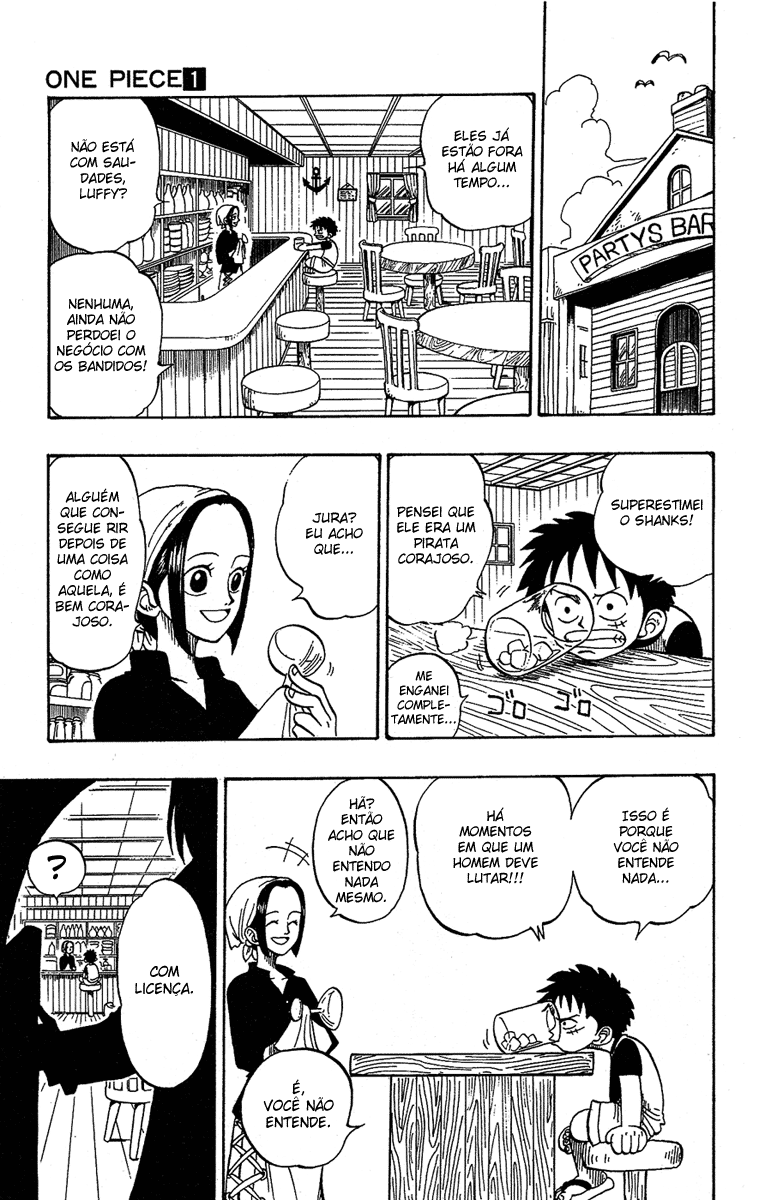 ONE PIECE 1
PARTYS BAR
ELES JÁ
ESTÃO FORA
HÁ ALGUM
TEMPO...
NÃO ESTÁ
COM SAU-
DADES,
LUFFY?
NENHUMA,
AINDA NÃO
PERDOEI O
NEGÓCIO COM
OS BANDIDOS!
SUPERESTIMEI
O SHANKS!
PENSEI QUE
ELE ERA UM
PIRATA
CORAJOSO.
ME
ENGANEI
COMPLE-
TAMENTE...
ゴロ
ゴロ
JURA?
EU ACHO
QUE...
ALGUÉM
QUE CON-
SEGUE RIR
DEPOIS DE
UMA COISA
COMO
AQUELA, É
BEM CORA-
JOSO.
ISSO É
PORQUE
VOCÊ NÃO
ENTENDE
NADA...
HÁ
MOMENTOS
EM QUE UM
HOMEM DEVE
LUTAR!!!
HÃ?
ENTÃO
ACHO QUE
NÃO
ENTENDO
NADA
MESMO.
É,
VOCÊ NÃO
ENTENDE.
?
COM
LICENÇA.